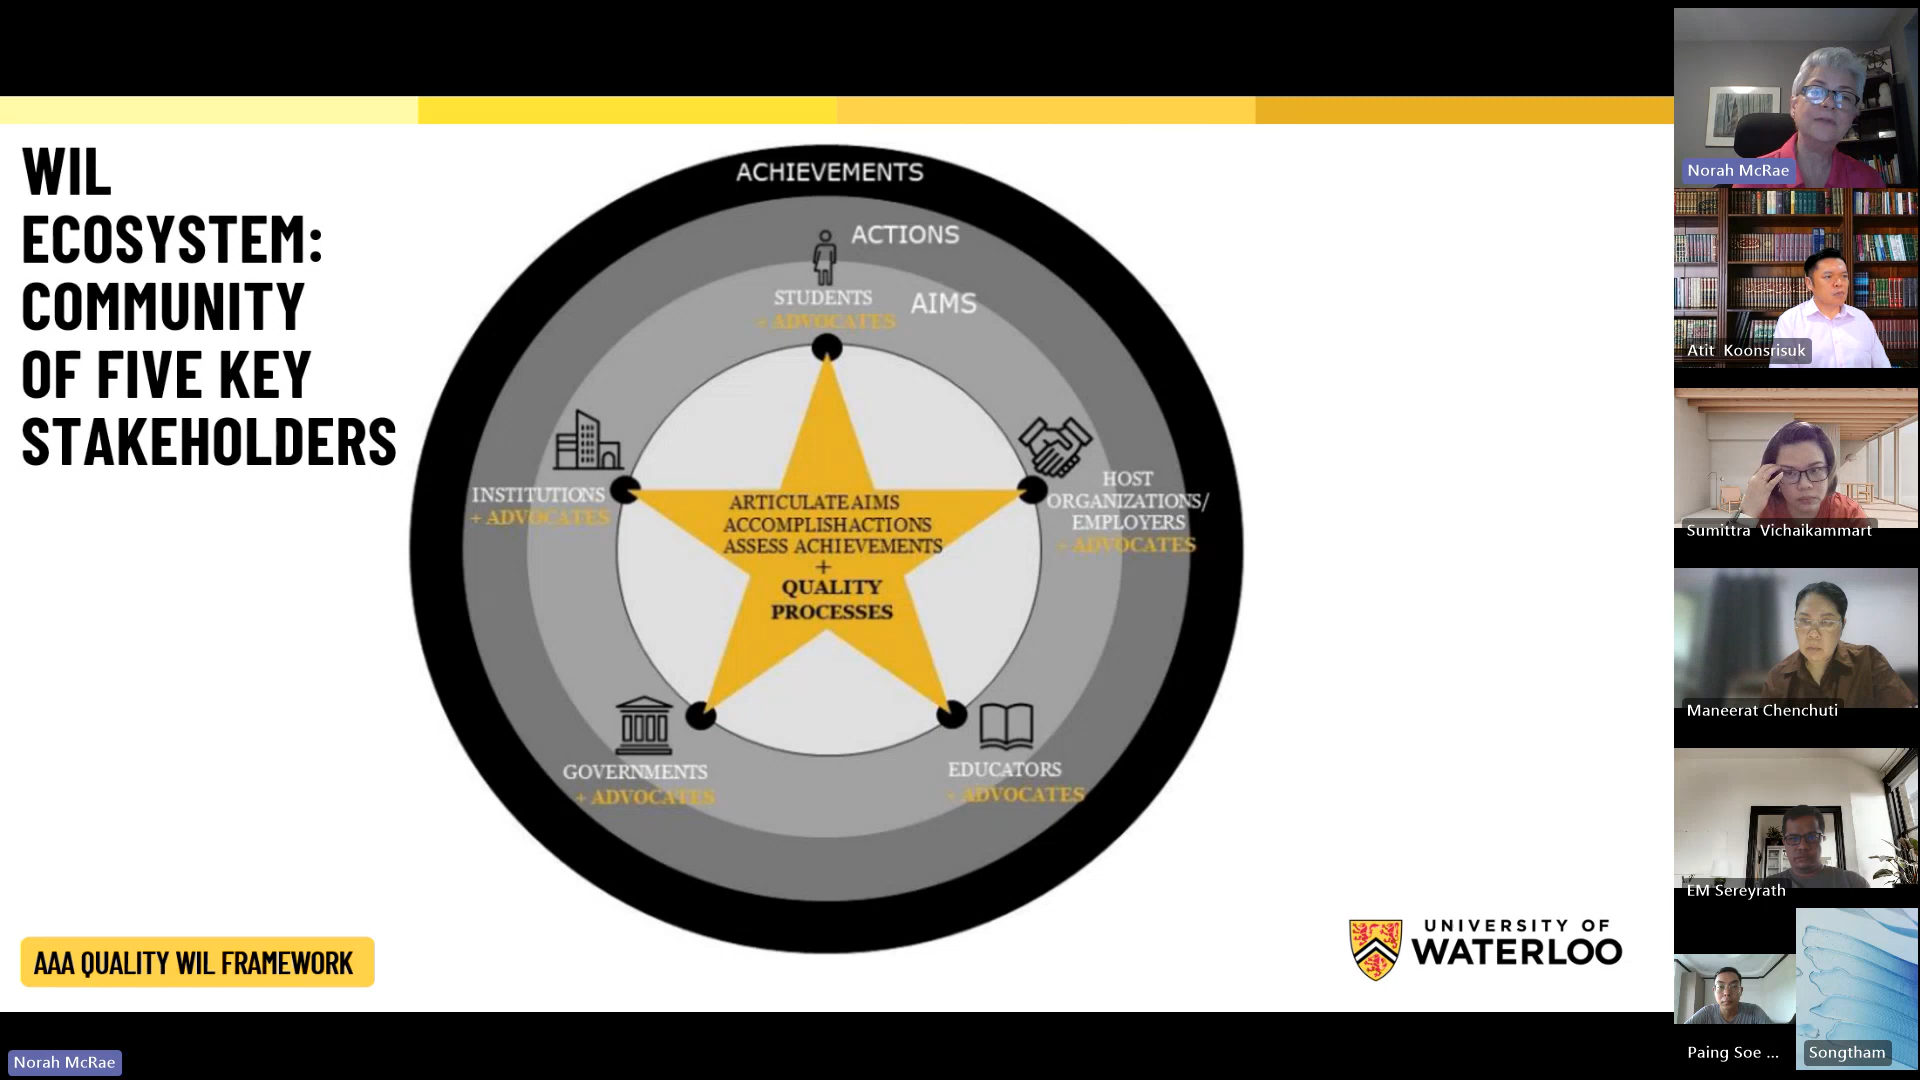 WIL
ECOSYSTEM:
COMMUNITY
OF FIVE KEY
STAKEHOLDERS
ACHIEVEMENTS
ACTIONS
AIMS
STUDENTS
+ ADVOCATES
INSTITUTIONS
+ ADVOCATES
HOST
ORGANIZATIONS/
EMPLOYERS
+ ADVOCATES
ARTICULATE AIMS
ACCOMPLISH ACTIONS
ASSESS ACHIEVEMENTS
+
QUALITY
PROCESSES
GOVERNMENTS
+ ADVOCATES
EDUCATORS
+ ADVOCATES
AAA QUALITY WIL FRAMEWORK
UNIVERSITY OF
WATERLOO
Norah McRae
Norah McRae
Atit Koonsrisuk
Sumittra Vichaikammart
Maneerat Chenchuti
EM Sereyrath
Paing Soe ...
Songtham